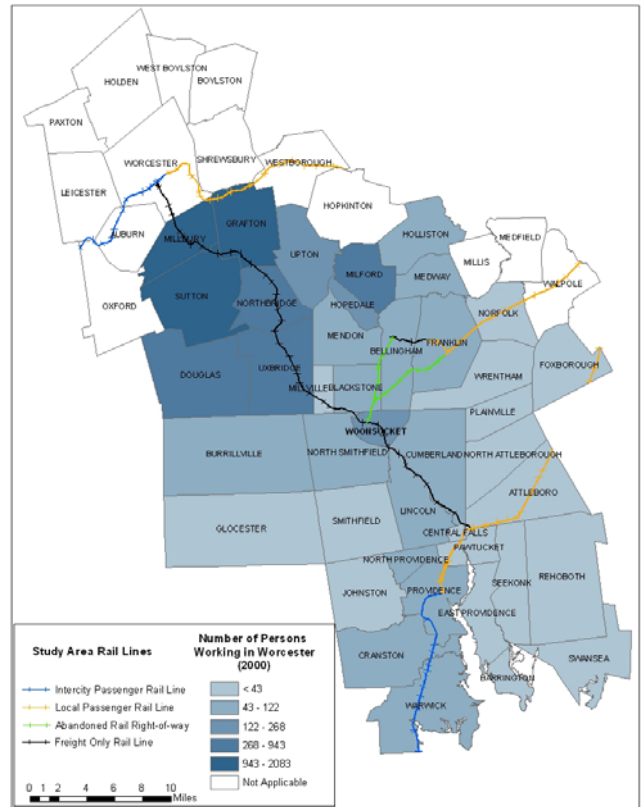 WEST BOYLSTON
HOLDEN
BOYLSTON
PAXTON
WORCESTER
SHREWSBURY
WESTBOROUGH
LEICESTER
HOPKINTON
AUBURN
GRAFTON
MILLBURY
HOLLISTON
MEDFIELD
MILLIS
UPTON
WALPOLE
OXFORD
MILFORD
MEDWAY
SUTTON
NORTHBRIDGE
HOPEDALE
NORFOLK
MENDON
FRANKLIN
BELLINGHAM
FOXBOROUGH
DOUGLAS
UXBRIDGE
WRENTHAM
MILLVILLE
BLACKSTONE
PLAINVILLE
WOONSOCKET
BURRILLVILLE
NORTH SMITHFIELD
CUMBERLAND
NORTH ATTLEBOROUGH
ATTLEBORO
GLOCESTER
SMITHFIELD
LINCOLN
CENTRAL FALLS
PAWTUCKET
NORTH PROVIDENCE
SEEKONK
REHOBOTH
JOHNSTON
PROVIDENCE
EAST PROVIDENCE
CRANSTON
SWANSEA
BARRINGTON
WARWICK
Study Area Rail Lines
Intercity Passenger Rail Line
Local Passenger Rail Line
Abandoned Rail Right-of-way
Freight Only Rail Line
0 1 2 4 6 8 10
Miles
Number of Persons
Working in Worcester
(2000)
< 43
43 - 122
122 - 268
268 - 943
943 - 2083
Not Applicable